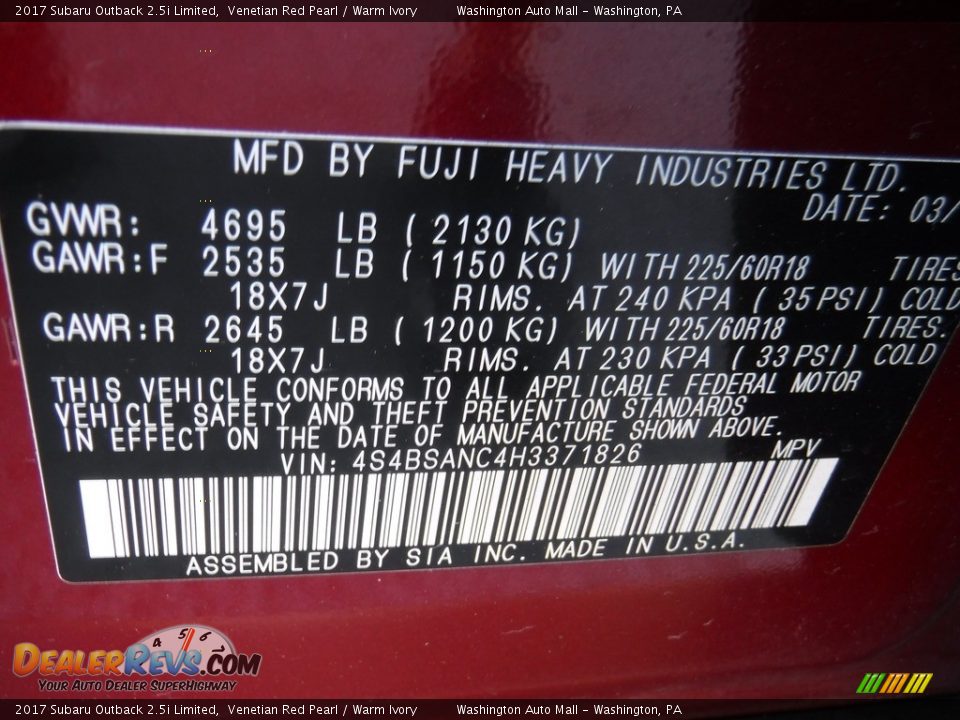 2017 Subaru Outback 2.5i Limited, Venetian Red Pearl / Warm Ivory Washington Auto Mall - Washington, PA
MFD BY FUJI HEAVY INDUSTRIES LTD.
DATE: 03/
GVWR: 4695 LB ( 2130 KG)
GAWR:F 2535 LB ( 1150 KG) WITH 225/60R18 TIRES
18X7J RIMS. AT 240 KPA ( 35 PSI) COLD
GAWR:R 2645 LB ( 1200 KG) WITH 225/60R18 TIRES.
18X7J RIMS. AT 230 KPA ( 33 PSI) COLD
THIS VEHICLE CONFORMS TO ALL APPLICABLE FEDERAL MOTOR
VEHICLE SAFETY AND THEFT PREVENTION STANDARDS
IN EFFECT ON THE DATE OF MANUFACTURE SHOWN ABOVE.
VIN: 4S4BSANC4H3371826 MPV
ASSEMBLED BY SIA INC. MADE IN U.S.A.
4 5 6
DEALERREVS.COM
YOUR AUTO DEALER SUPERHIGHWAY
2017 Subaru Outback 2.5i Limited, Venetian Red Pearl / Warm Ivory Washington Auto Mall - Washington, PA